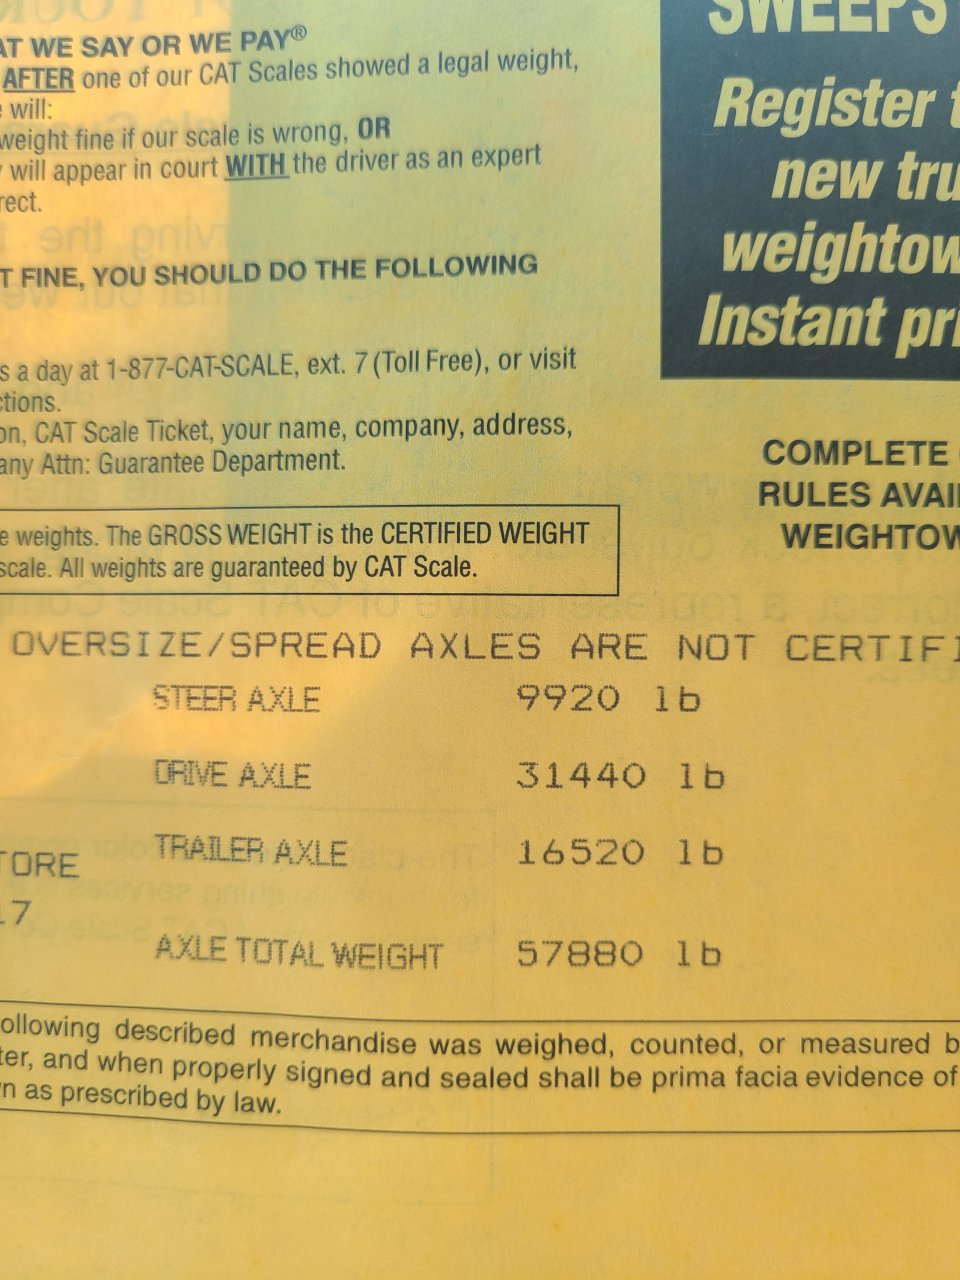 AT WE SAY OR WE PAY®
AFTER one of our CAT Scales showed a legal weight,
e will:
weight fine if our scale is wrong, OR
y will appear in court WITH the driver as an expert
rect.
T FINE, YOU SHOULD DO THE FOLLOWING
s a day at 1-877-CAT-SCALE, ext. 7 (Toll Free), or visit
ctions.
on, CAT Scale Ticket, your name, company, address,
any Attn: Guarantee Department.
e weights. The GROSS WEIGHT is the CERTIFIED WEIGHT
scale. All weights are guaranteed by CAT Scale.
SWEEPS
Register t
new tru
weightow
Instant pri
COMPLETE
RULES AVAI
WEIGHTOW
OVERSIZE/SPREAD AXLES ARE NOT CERTIFI
STEER AXLE 9920 lb
DRIVE AXLE 31440 lb
TRAILER AXLE 16520 lb
TORE
17
AXLE TOTAL WEIGHT 57880 lb
ollowing described merchandise was weighed, counted, or measured b
ter, and when properly signed and sealed shall be prima facia evidence of
n as prescribed by law.